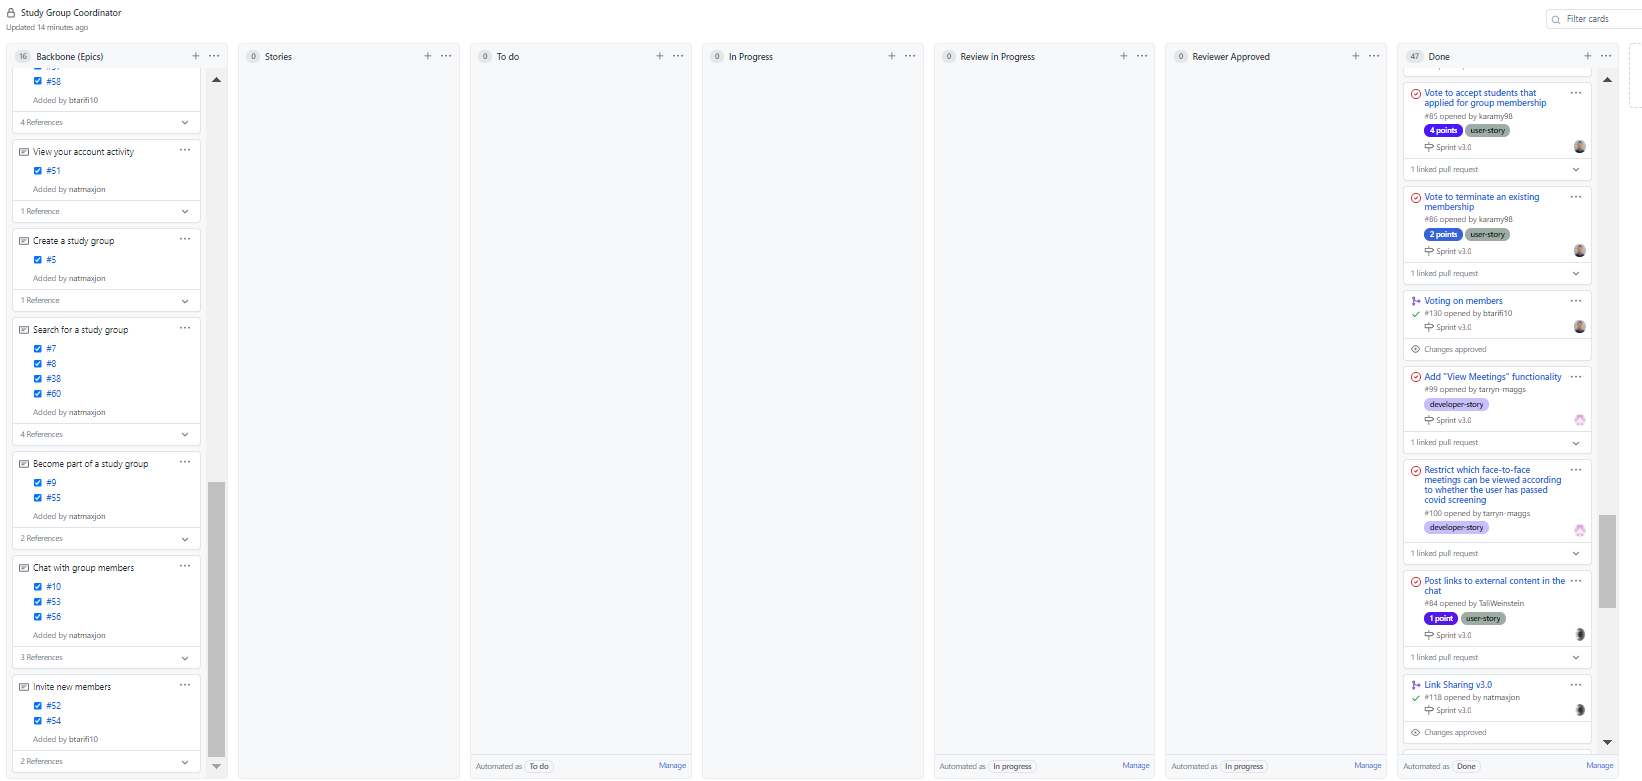 Study Group Coordinator
Updated 14 minutes ago
Filter cards
16 Backbone (Epics)
#58
Added by btarifi10
4 References
View your account activity
#51
Added by natmaxjon
1 Reference
Create a study group
#5
Added by natmaxjon
1 Reference
Search for a study group
#7
#8
#38
#60
Added by natmaxjon
4 References
Become part of a study group
#9
#55
Added by natmaxjon
2 References
Chat with group members
#10
#53
#56
Added by natmaxjon
3 References
Invite new members
#52
#54
Added by btarifi10
2 References
0 Stories
0 To do
Automated as To do Manage
0 In Progress
0 Review in Progress
Automated as In progress Manage
0 Reviewer Approved
Automated as In progress Manage
47 Done
Vote to accept students that
applied for group membership
#85 opened by karamy98
4 points user-story
Sprint v3.0
1 linked pull request
Vote to terminate an existing
membership
#86 opened by karamy98
2 points user-story
Sprint v3.0
1 linked pull request
Voting on members
#130 opened by btarifi10
Sprint v3.0
Changes approved
Add "View Meetings" functionality
#99 opened by tarryn-maggs
developer-story
Sprint v3.0
1 linked pull request
Restrict which face-to-face
meetings can be viewed according
to whether the user has passed
covid screening
#100 opened by tarryn-maggs
developer-story
1 linked pull request
Post links to external content in the
chat
#84 opened by TaliWeinstein
1 point user-story
Sprint v3.0
1 linked pull request
Link Sharing v3.0
#118 opened by natmaxjon
Sprint v3.0
Changes approved
Automated as Done Manage